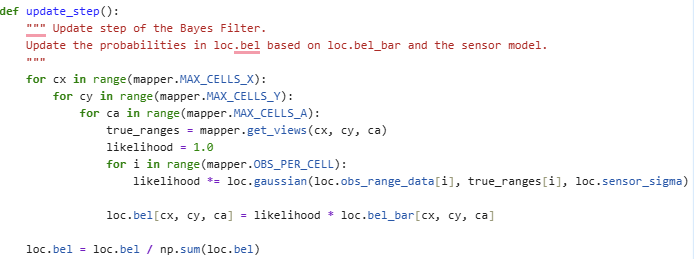 def update_step():
    """ Update step of the Bayes Filter.
    Update the probabilities in loc.bel based on loc.bel_bar and the sensor model.
    """
    for cx in range(mapper.MAX_CELLS_X):
        for cy in range(mapper.MAX_CELLS_Y):
            for ca in range(mapper.MAX_CELLS_A):
                true_ranges = mapper.get_views(cx, cy, ca)
                likelihood = 1.0
                for i in range(mapper.OBS_PER_CELL):
                    likelihood *= loc.gaussian(loc.obs_range_data[i], true_ranges[i], loc.sensor_sigma)
                loc.bel[cx, cy, ca] = likelihood * loc.bel_bar[cx, cy, ca]
    loc.bel = loc.bel / np.sum(loc.bel)